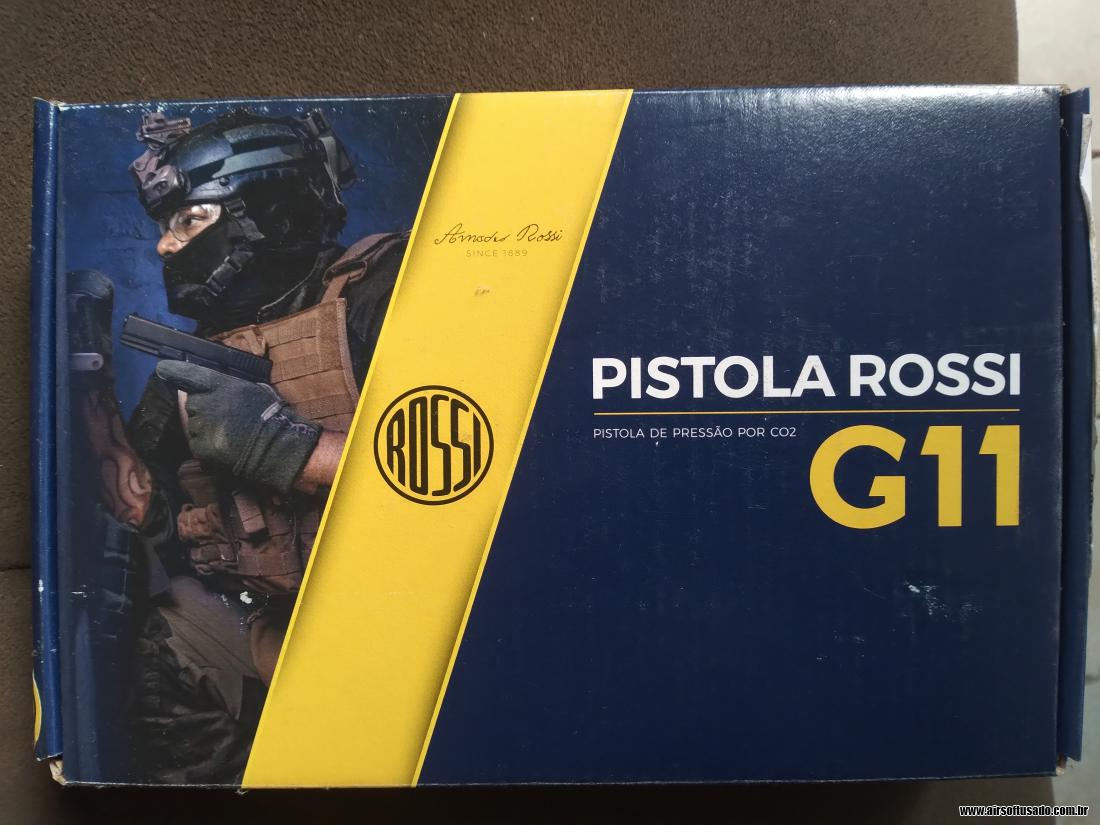 Amadeo Rossi
SINCE 1889
ROSSI
PISTOLA ROSSI
PISTOLA DE PRESSÃO POR CO2
G11
www.airsoftusado.com.br